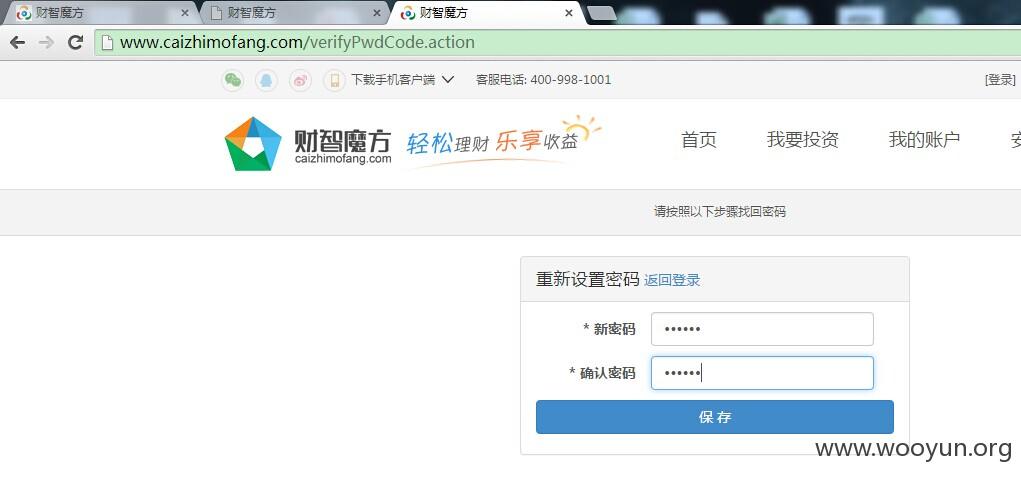 财智魔方 财智魔方 财智魔方
www.caizhimofang.com/verifyPwdCode.action
下载手机客户端 客服电话: 400-998-1001 [登录]
财智魔方 轻松理财 乐享收益 首页 我要投资 我的账户
caizhimofang.com
请按照以下步骤找回密码
重新设置密码 返回登录
* 新密码 ••••••
* 确认密码 ••••••
保 存
www.wooyun.org